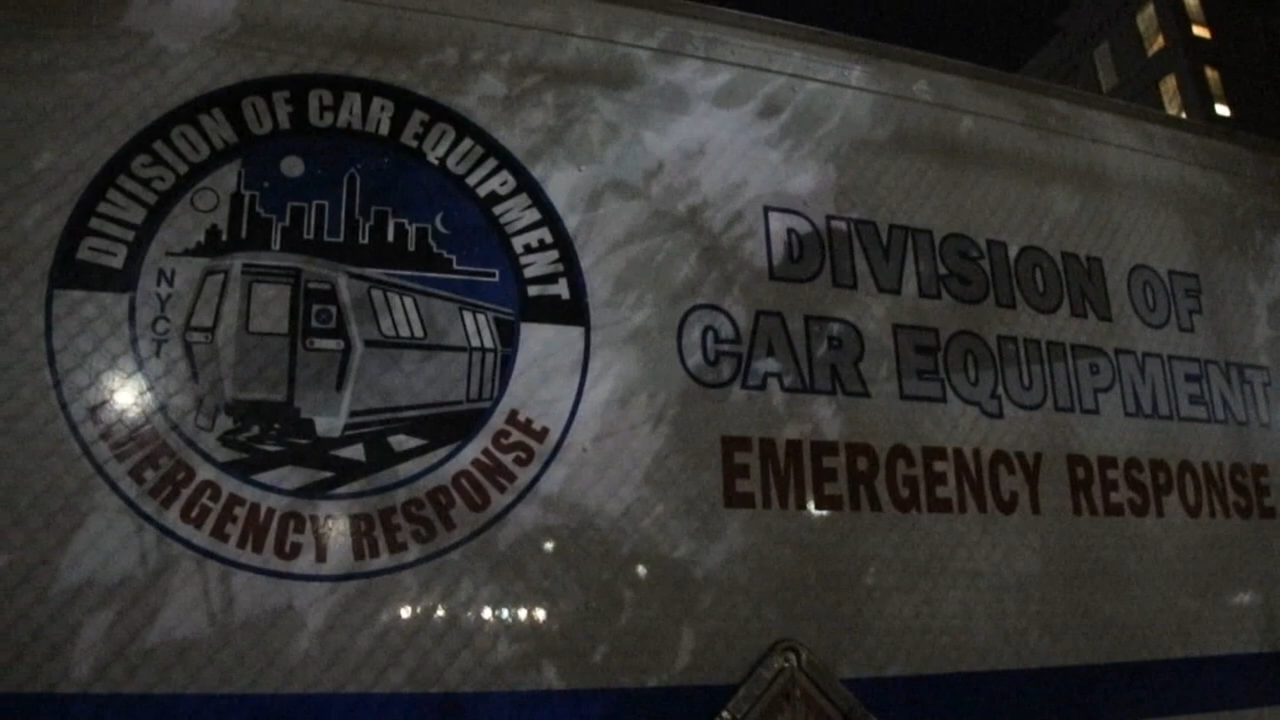 DIVISION OF CAR EQUIPMENT
NYCT
EMERGENCY RESPONSE
DIVISION OF
CAR EQUIPMENT
EMERGENCY RESPONSE